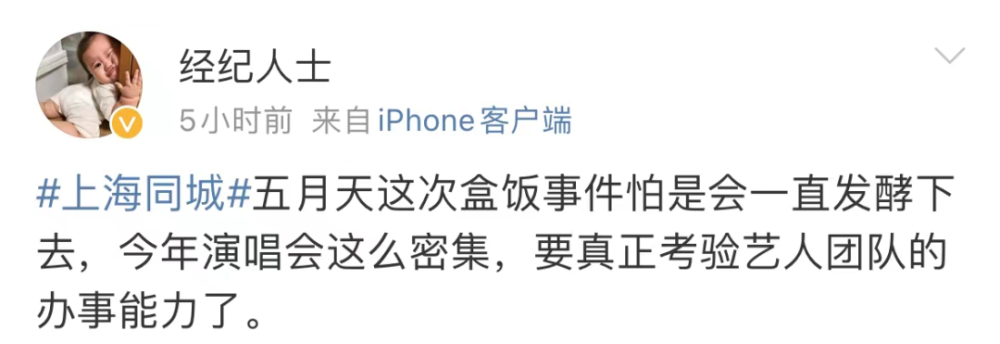 经纪人士
5小时前 来自 iPhone客户端
#上海同城#五月天这次盒饭事件怕是会一直发酵下
去，今年演唱会这么密集，要真正考验艺人团队的
办事能力了。